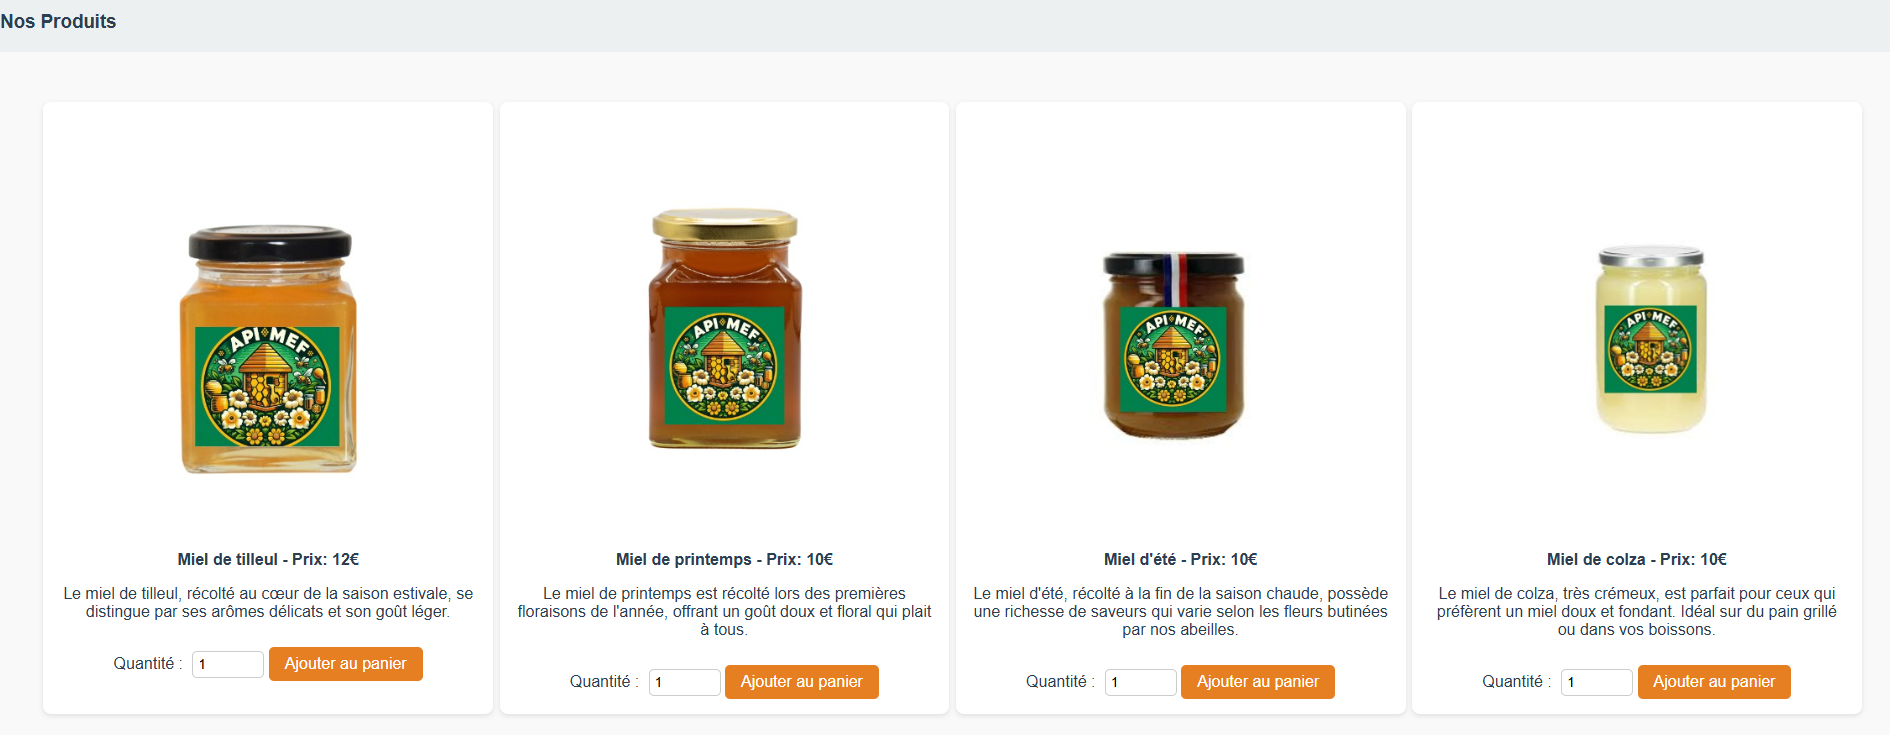 Nos Produits
API MEF
API MEF
API MEF
API MEF
Miel de tilleul - Prix: 12€
Le miel de tilleul, récolté au cœur de la saison estivale, se
distingue par ses arômes délicats et son goût léger.
Quantité : 1 Ajouter au panier
Miel de printemps - Prix: 10€
Le miel de printemps est récolté lors des premières
floraisons de l'année, offrant un goût doux et floral qui plait
à tous.
Quantité : 1 Ajouter au panier
Miel d'été - Prix: 10€
Le miel d'été, récolté à la fin de la saison chaude, possède
une richesse de saveurs qui varie selon les fleurs butinées
par nos abeilles.
Quantité : 1 Ajouter au panier
Miel de colza - Prix: 10€
Le miel de colza, très crémeux, est parfait pour ceux qui
préfèrent un miel doux et fondant. Idéal sur du pain grillé
ou dans vos boissons.
Quantité : 1 Ajouter au panier